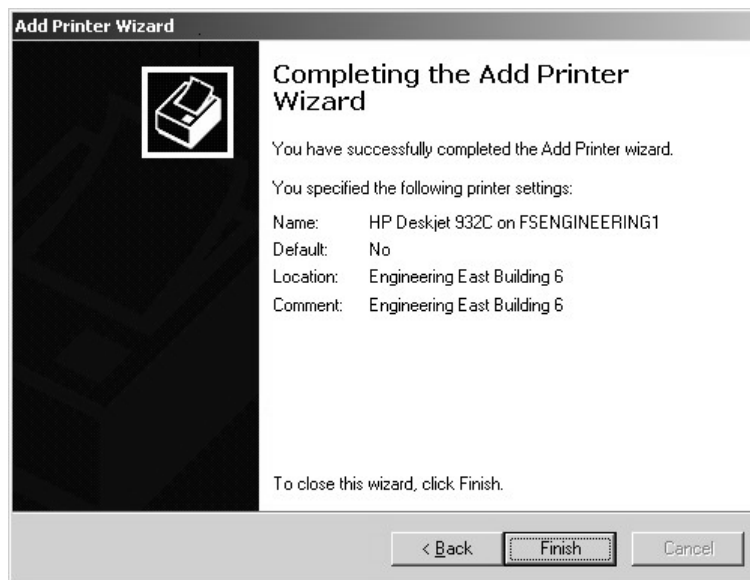 Add Printer Wizard
Completing the Add Printer
Wizard
You have successfully completed the Add Printer wizard.
You specified the following printer settings:
Name: HP Deskjet 932C on FSENGINEERING1
Default: No
Location: Engineering East Building 6
Comment: Engineering East Building 6
To close this wizard, click Finish.
< Back Finish Cancel